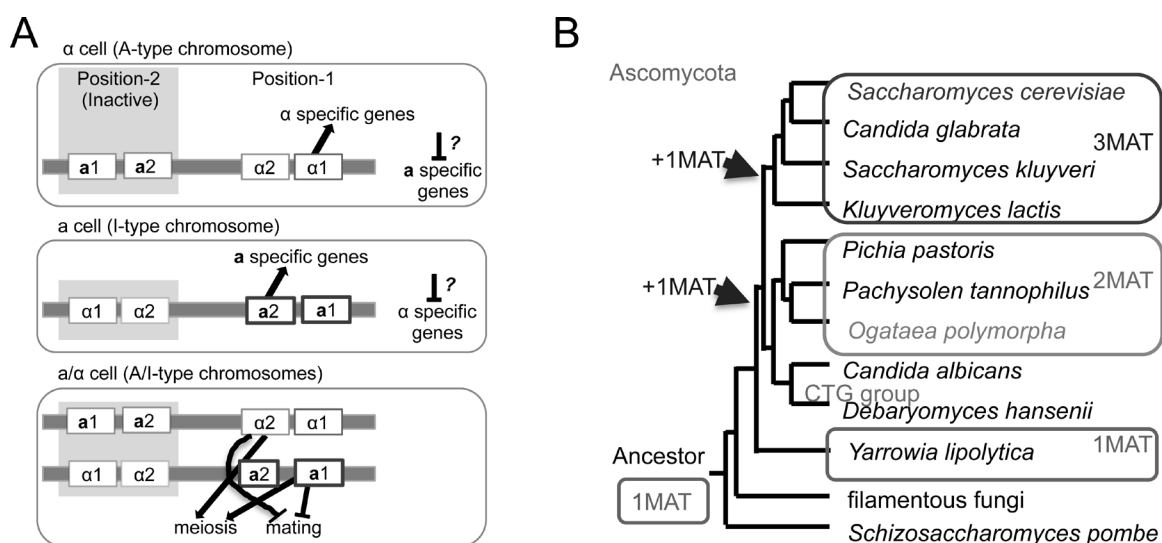 A
α cell (A-type chromosome)
Position-2
(Inactive)
Position-1
α specific genes
?
a specific
genes
a1
a2
α2
α1
a cell (I-type chromosome)
a specific genes
?
α specific
genes
α1
α2
a2
a1
a/α cell (A/I-type chromosomes)
a1
a2
α2
α1
α1
α2
a2
a1
meiosis
mating
B
Ascomycota
+1MAT
+1MAT
Saccharomyces cerevisiae
Candida glabrata
3MAT
Saccharomyces kluyveri
Kluyveromyces lactis
Pichia pastoris
Pachysolen tannophilus
2MAT
Ogataea polymorpha
Candida albicans
CTG group
Debaryomyces hansenii
Yarrowia lipolytica
1MAT
Ancestor
1MAT
filamentous fungi
Schizosaccharomyces pombe